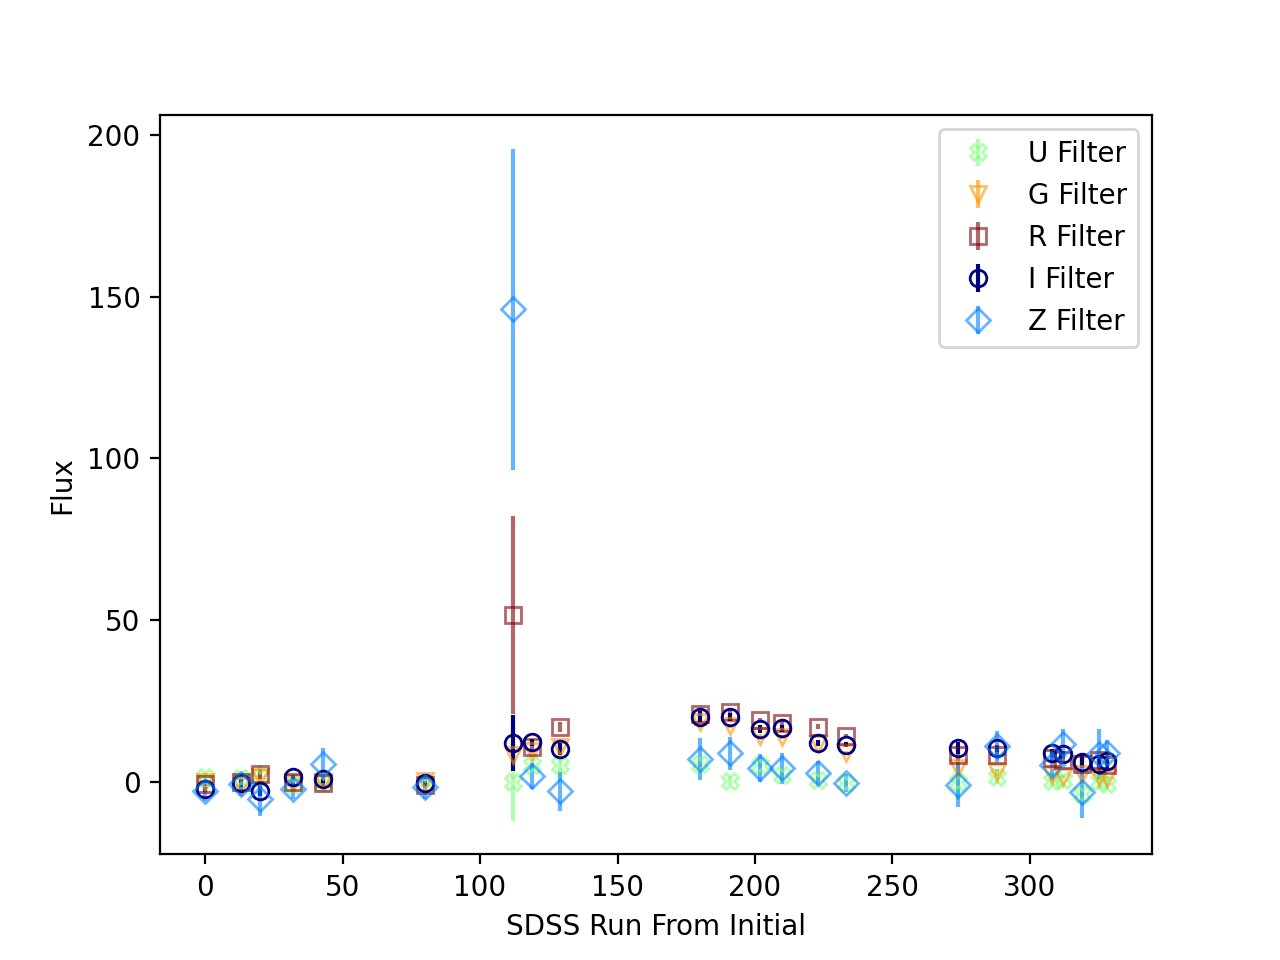 200
150
100
50
0
Flux
U Filter
G Filter
R Filter
I Filter
Z Filter
0 50 100 150 200 250 300
SDSS Run From Initial